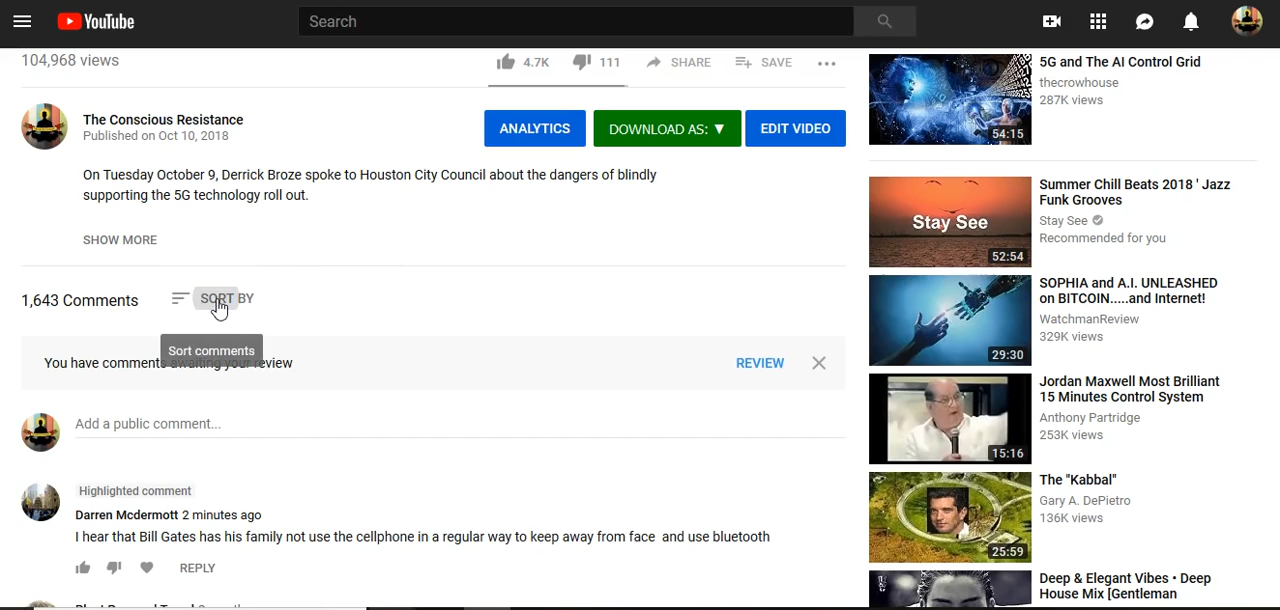 YouTube
Search
104,968 views
4.7K
111
SHARE
SAVE
The Conscious Resistance
Published on Oct 10, 2018
ANALYTICS
DOWNLOAD AS: ▼
EDIT VIDEO
On Tuesday October 9, Derrick Broze spoke to Houston City Council about the dangers of blindly
supporting the 5G technology roll out.
SHOW MORE
1,643 Comments
SORT BY
Sort comments
You have comments awaiting your review
REVIEW
Add a public comment...
Highlighted comment
Darren Mcdermott 2 minutes ago
I hear that Bill Gates has his family not use the cellphone in a regular way to keep away from face and use bluetooth
REPLY
54:15
5G and The AI Control Grid
thecrowhouse
287K views
Stay See
52:54
Summer Chill Beats 2018 ' Jazz
Funk Grooves
Stay See
Recommended for you
29:30
SOPHIA and A.I. UNLEASHED
on BITCOIN.....and Internet!
WatchmanReview
329K views
15:16
Jordan Maxwell Most Brilliant
15 Minutes Control System
Anthony Partridge
253K views
25:59
The "Kabbal"
Gary A. DePietro
136K views
Deep & Elegant Vibes • Deep
House Mix [Gentleman